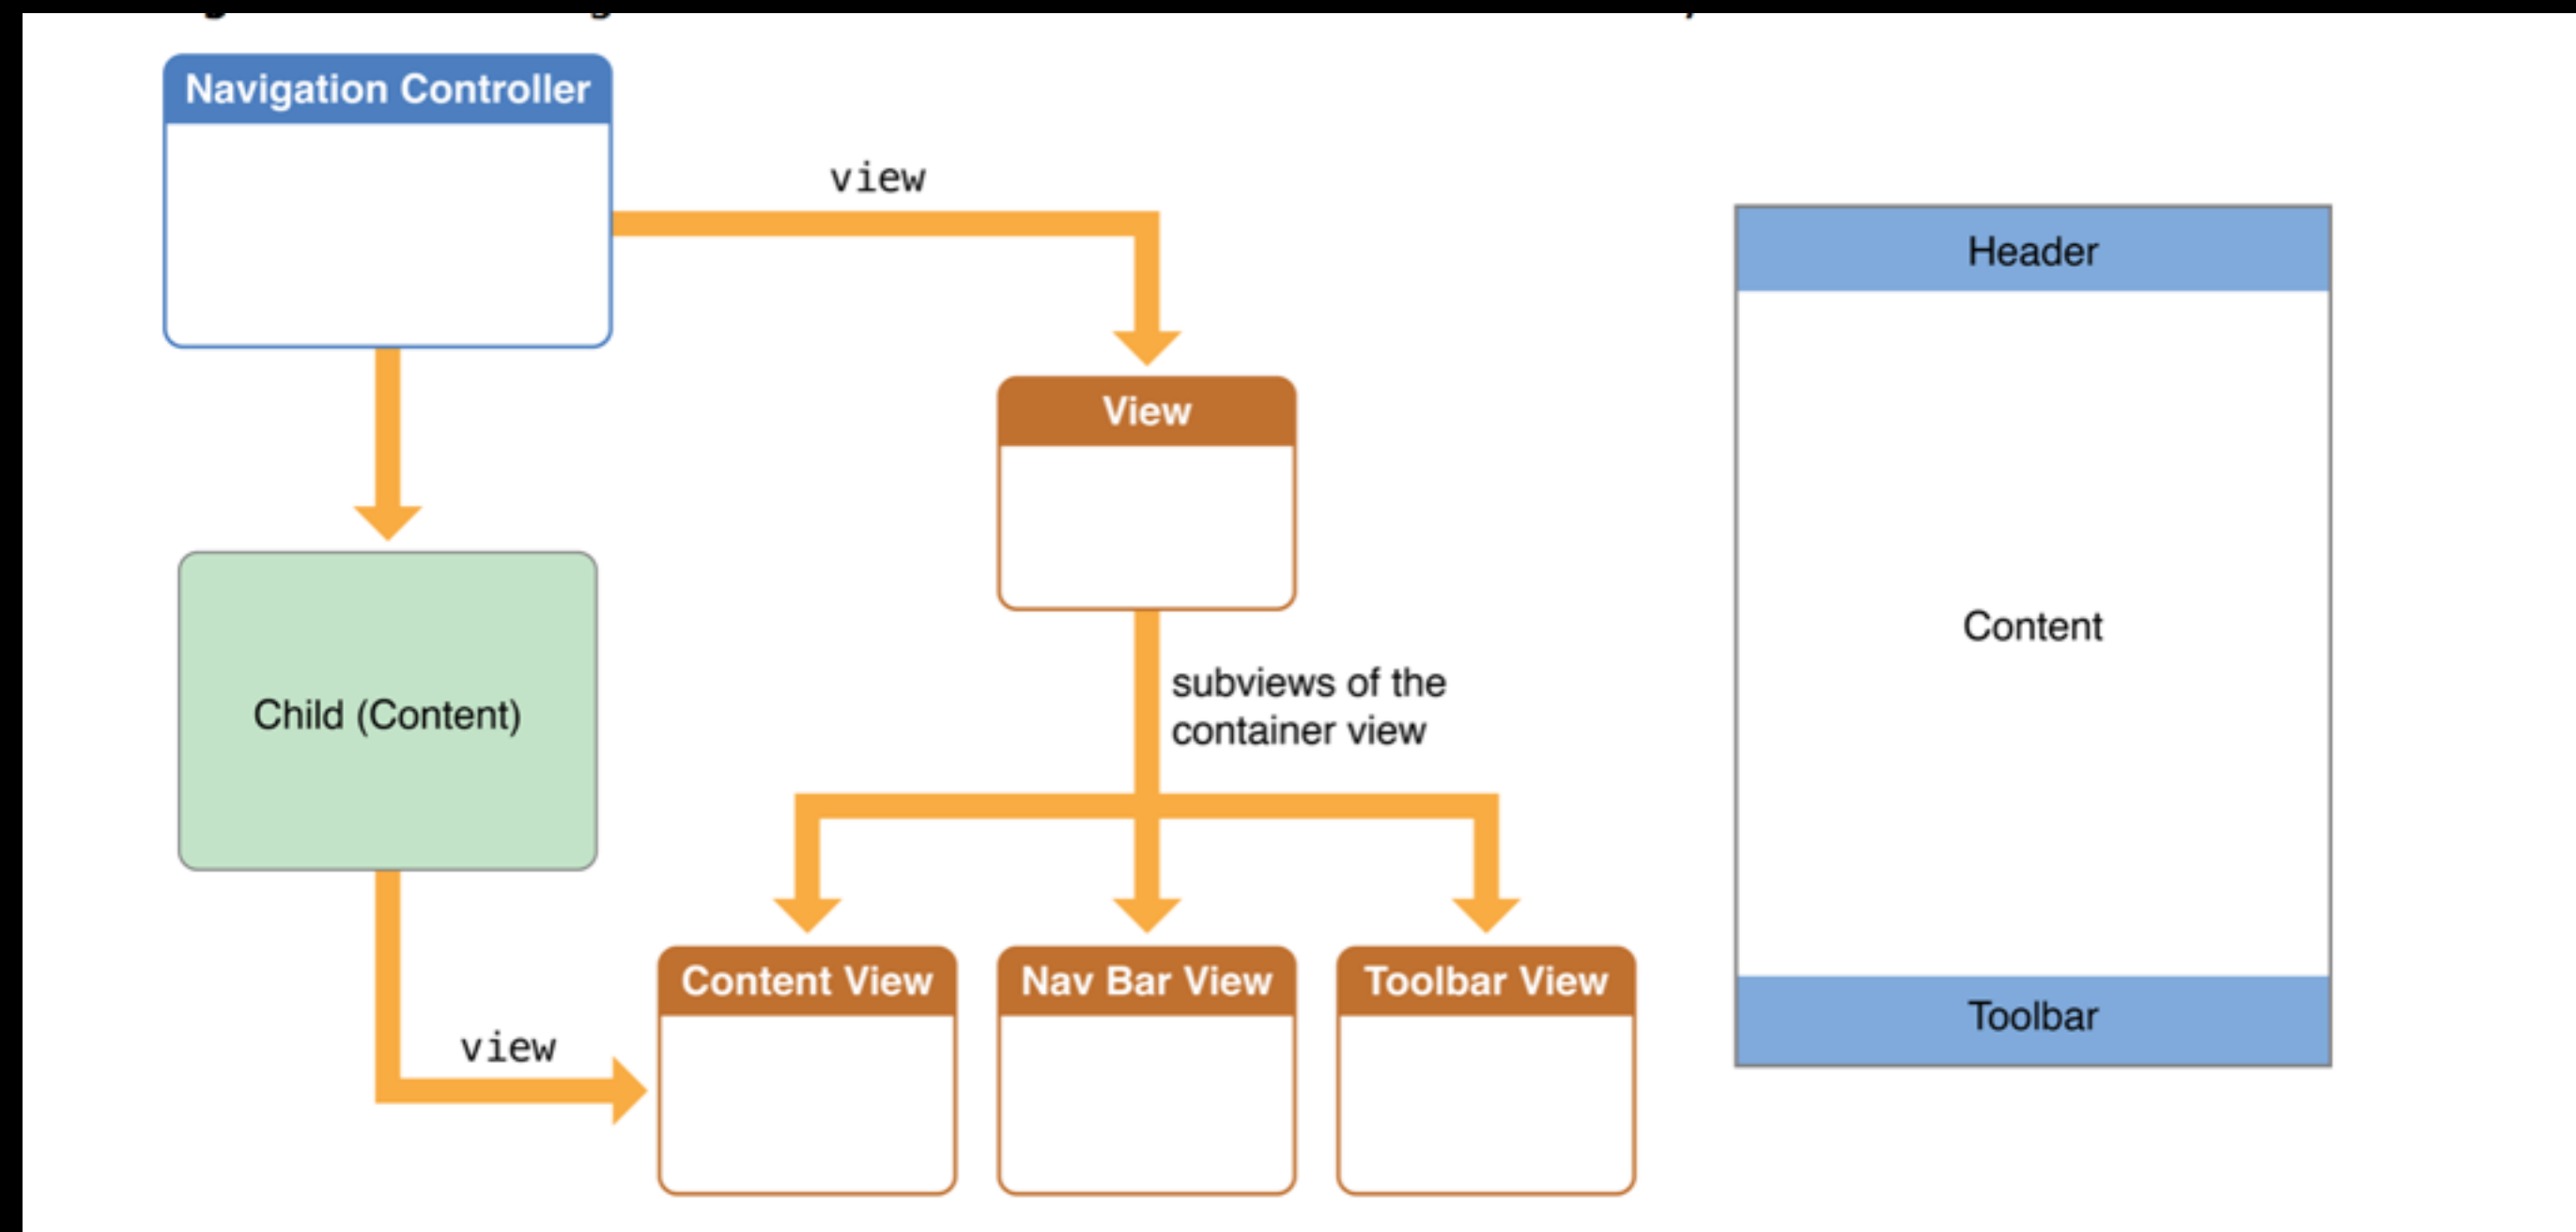 Navigation Controller
view
View
Child (Content)
subviews of the
container view
view
Content View
Nav Bar View
Toolbar View
Header
Content
Toolbar